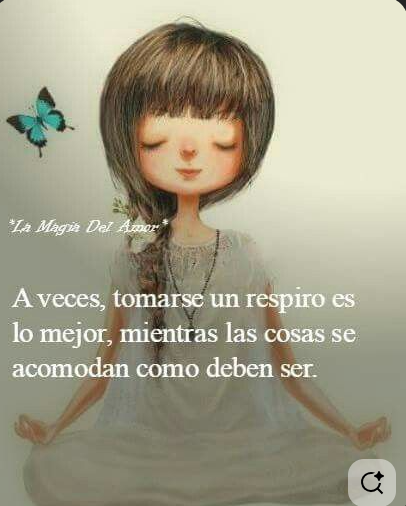 "La Magia Del Amor"
A veces, tomarse un respiro es
lo mejor, mientras las cosas se
acomodan como deben ser.